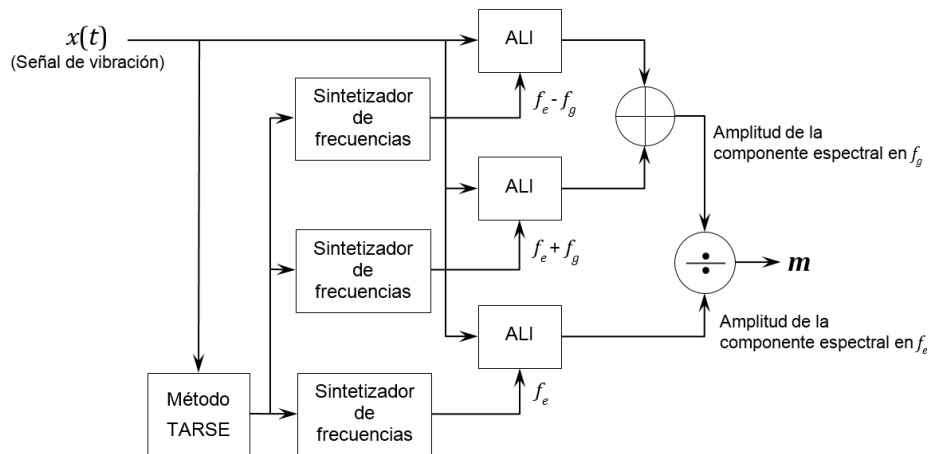 x(t)
(Señal de vibración)
ALI
Sintetizador
de
frecuencias
f_e - f_g
Amplitud de la
componente espectral en f_g
ALI
Sintetizador
de
frecuencias
f_e + f_g
÷
m
ALI
Amplitud de la
componente espectral en f_e
Método
TARSE
Sintetizador
de
frecuencias
f_e